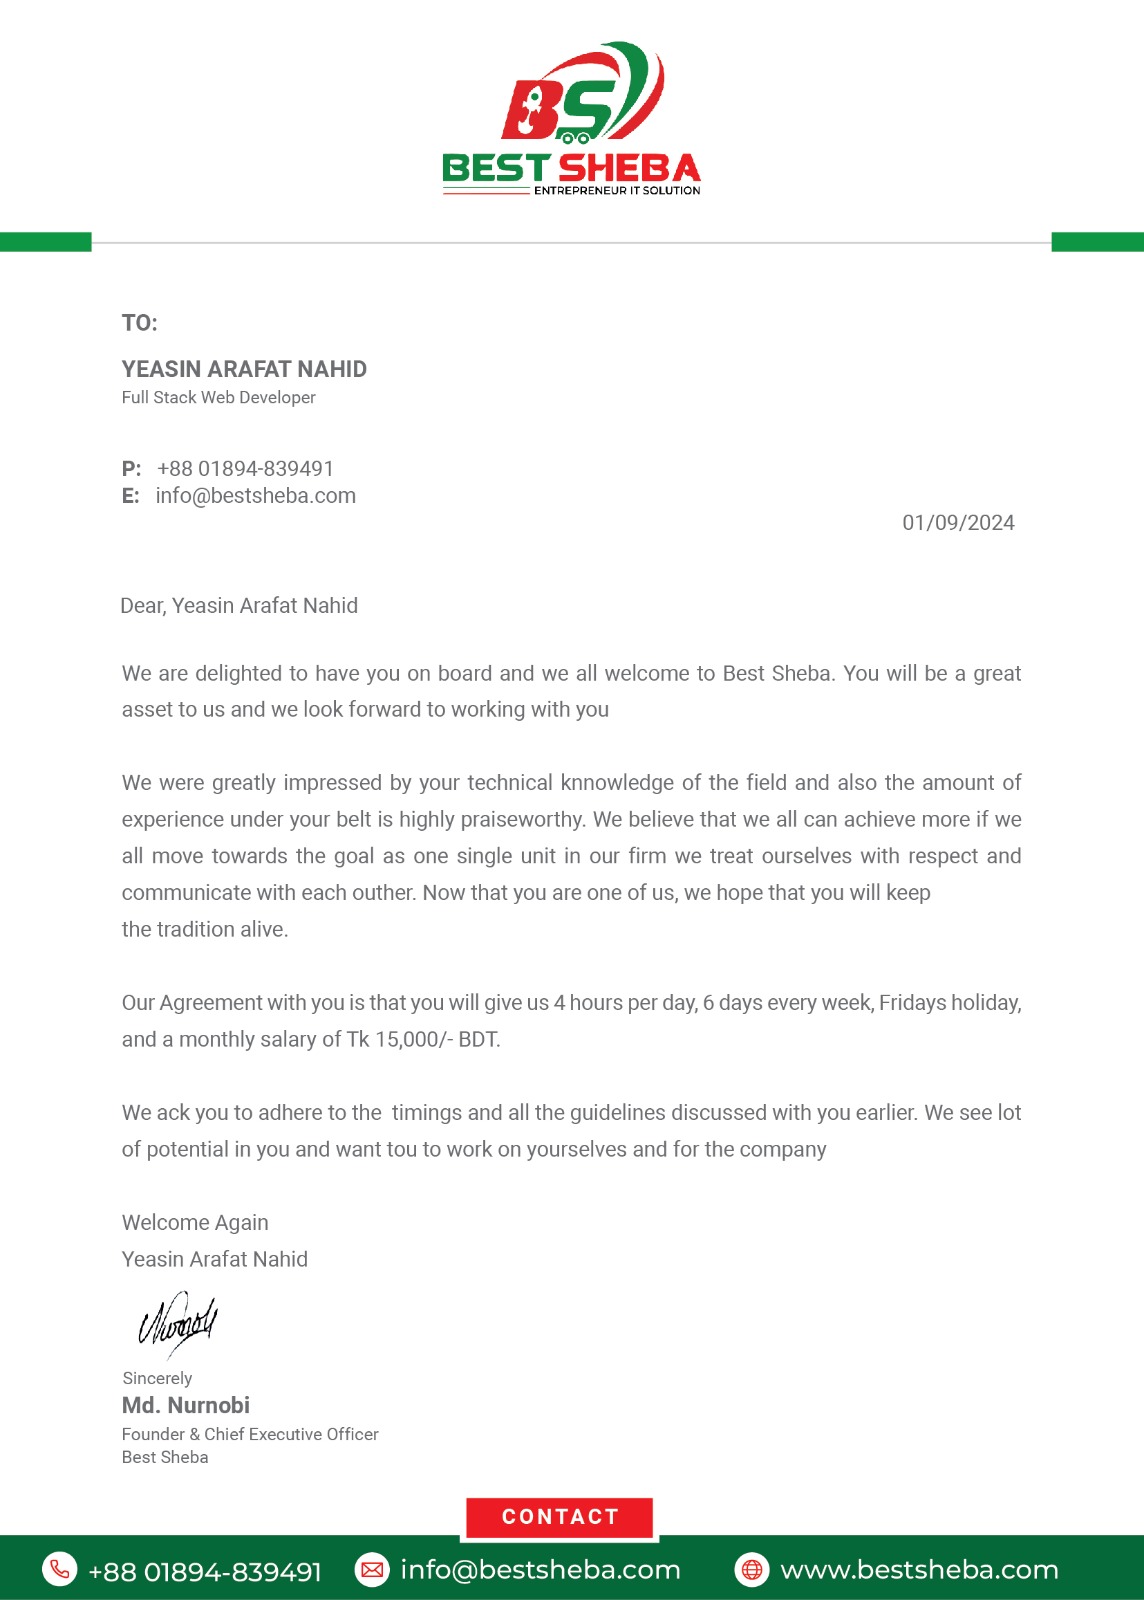 BS
BEST SHEBA
ENTREPRENEUR IT SOLUTION
TO:
YEASIN ARAFAT NAHID
Full Stack Web Developer
P: +88 01894-839491
E: info@bestsheba.com
01/09/2024
Dear, Yeasin Arafat Nahid
We are delighted to have you on board and we all welcome to Best Sheba. You will be a great
asset to us and we look forward to working with you
We were greatly impressed by your technical knnowledge of the field and also the amount of
experience under your belt is highly praiseworthy. We believe that we all can achieve more if we
all move towards the goal as one single unit in our firm we treat ourselves with respect and
communicate with each outher. Now that you are one of us, we hope that you will keep
the tradition alive.
Our Agreement with you is that you will give us 4 hours per day, 6 days every week, Fridays holiday,
and a monthly salary of Tk 15,000/- BDT.
We ack you to adhere to the timings and all the guidelines discussed with you earlier. We see lot
of potential in you and want tou to work on yourselves and for the company
Welcome Again
Yeasin Arafat Nahid
Sincerely
Md. Nurnobi
Founder & Chief Executive Officer
Best Sheba
CONTACT
+88 01894-839491 info@bestsheba.com www.bestsheba.com